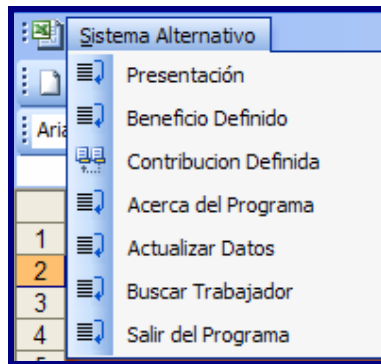 Sistema Alternativo
Presentación
Beneficio Definido
Aria
Contribucion Definida
Acerca del Programa
1
Actualizar Datos
2
Buscar Trabajador
3
4
Salir del Programa